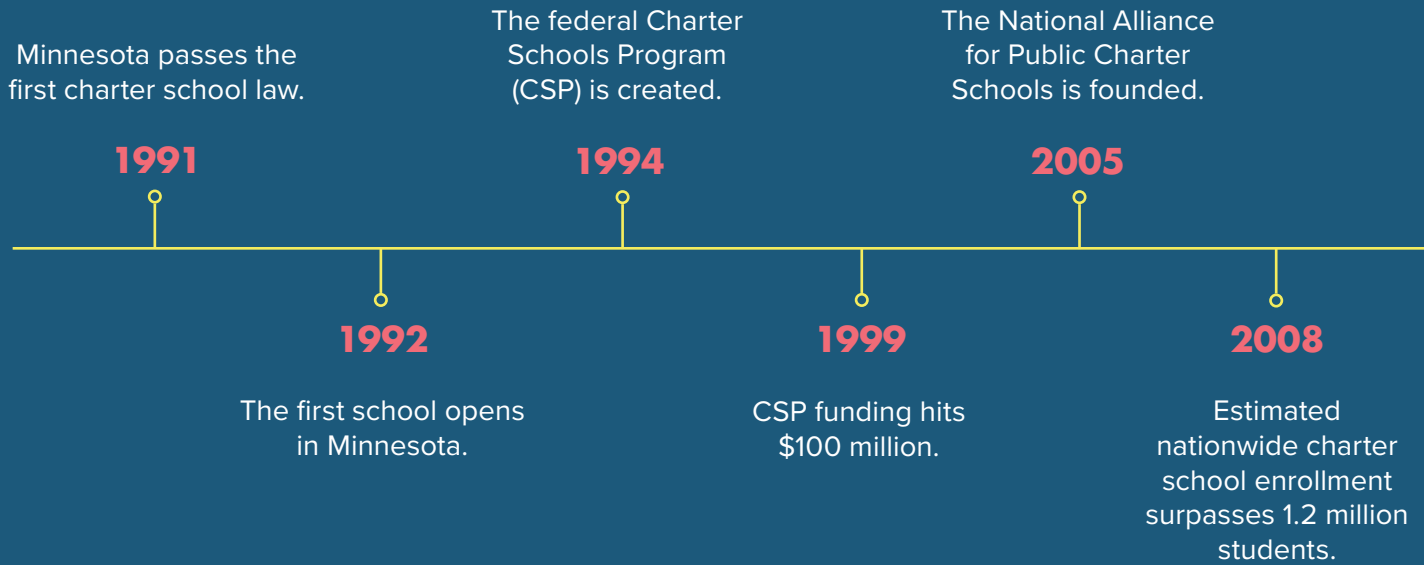 Minnesota passes the
first charter school law.
1991
The first school opens
in Minnesota.
1992
The federal Charter
Schools Program
(CSP) is created.
1994
CSP funding hits
$100 million.
1999
The National Alliance
for Public Charter
Schools is founded.
2005
2008
Estimated
nationwide charter
school enrollment
surpasses 1.2 million
students.